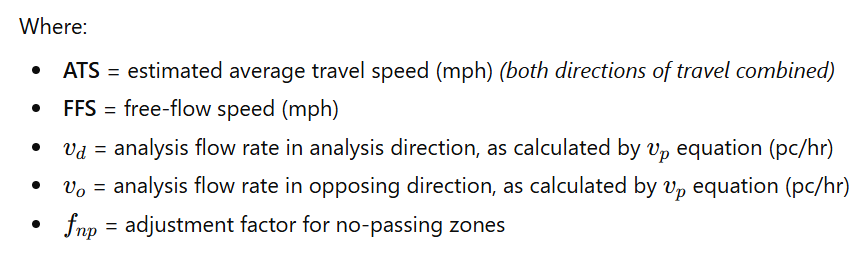 Where:
• ATS = estimated average travel speed (mph) (both directions of travel combined)
• FFS = free-flow speed (mph)
• v_d = analysis flow rate in analysis direction, as calculated by v_p equation (pc/hr)
• v_o = analysis flow rate in opposing direction, as calculated by v_p equation (pc/hr)
• f_np = adjustment factor for no-passing zones